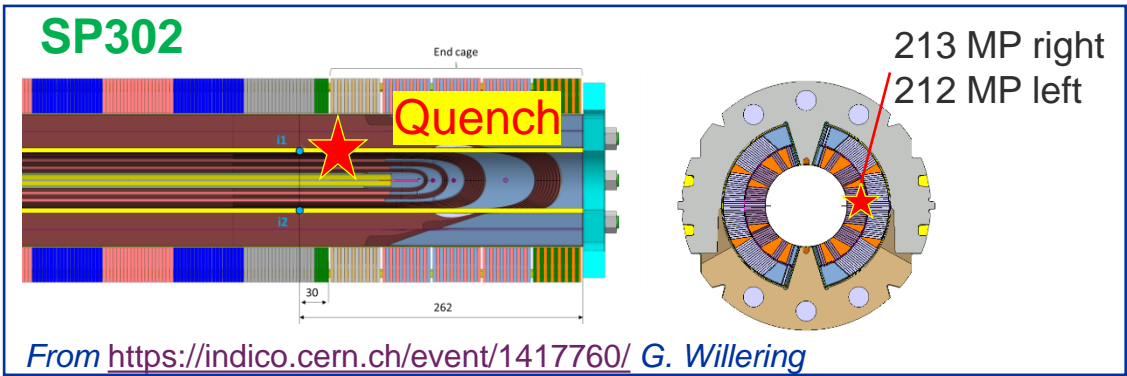 SP302
End cage
213 MP right
212 MP left
Quench
i1
i2
30
262
From https://indico.cern.ch/event/1417760/ G. Willering